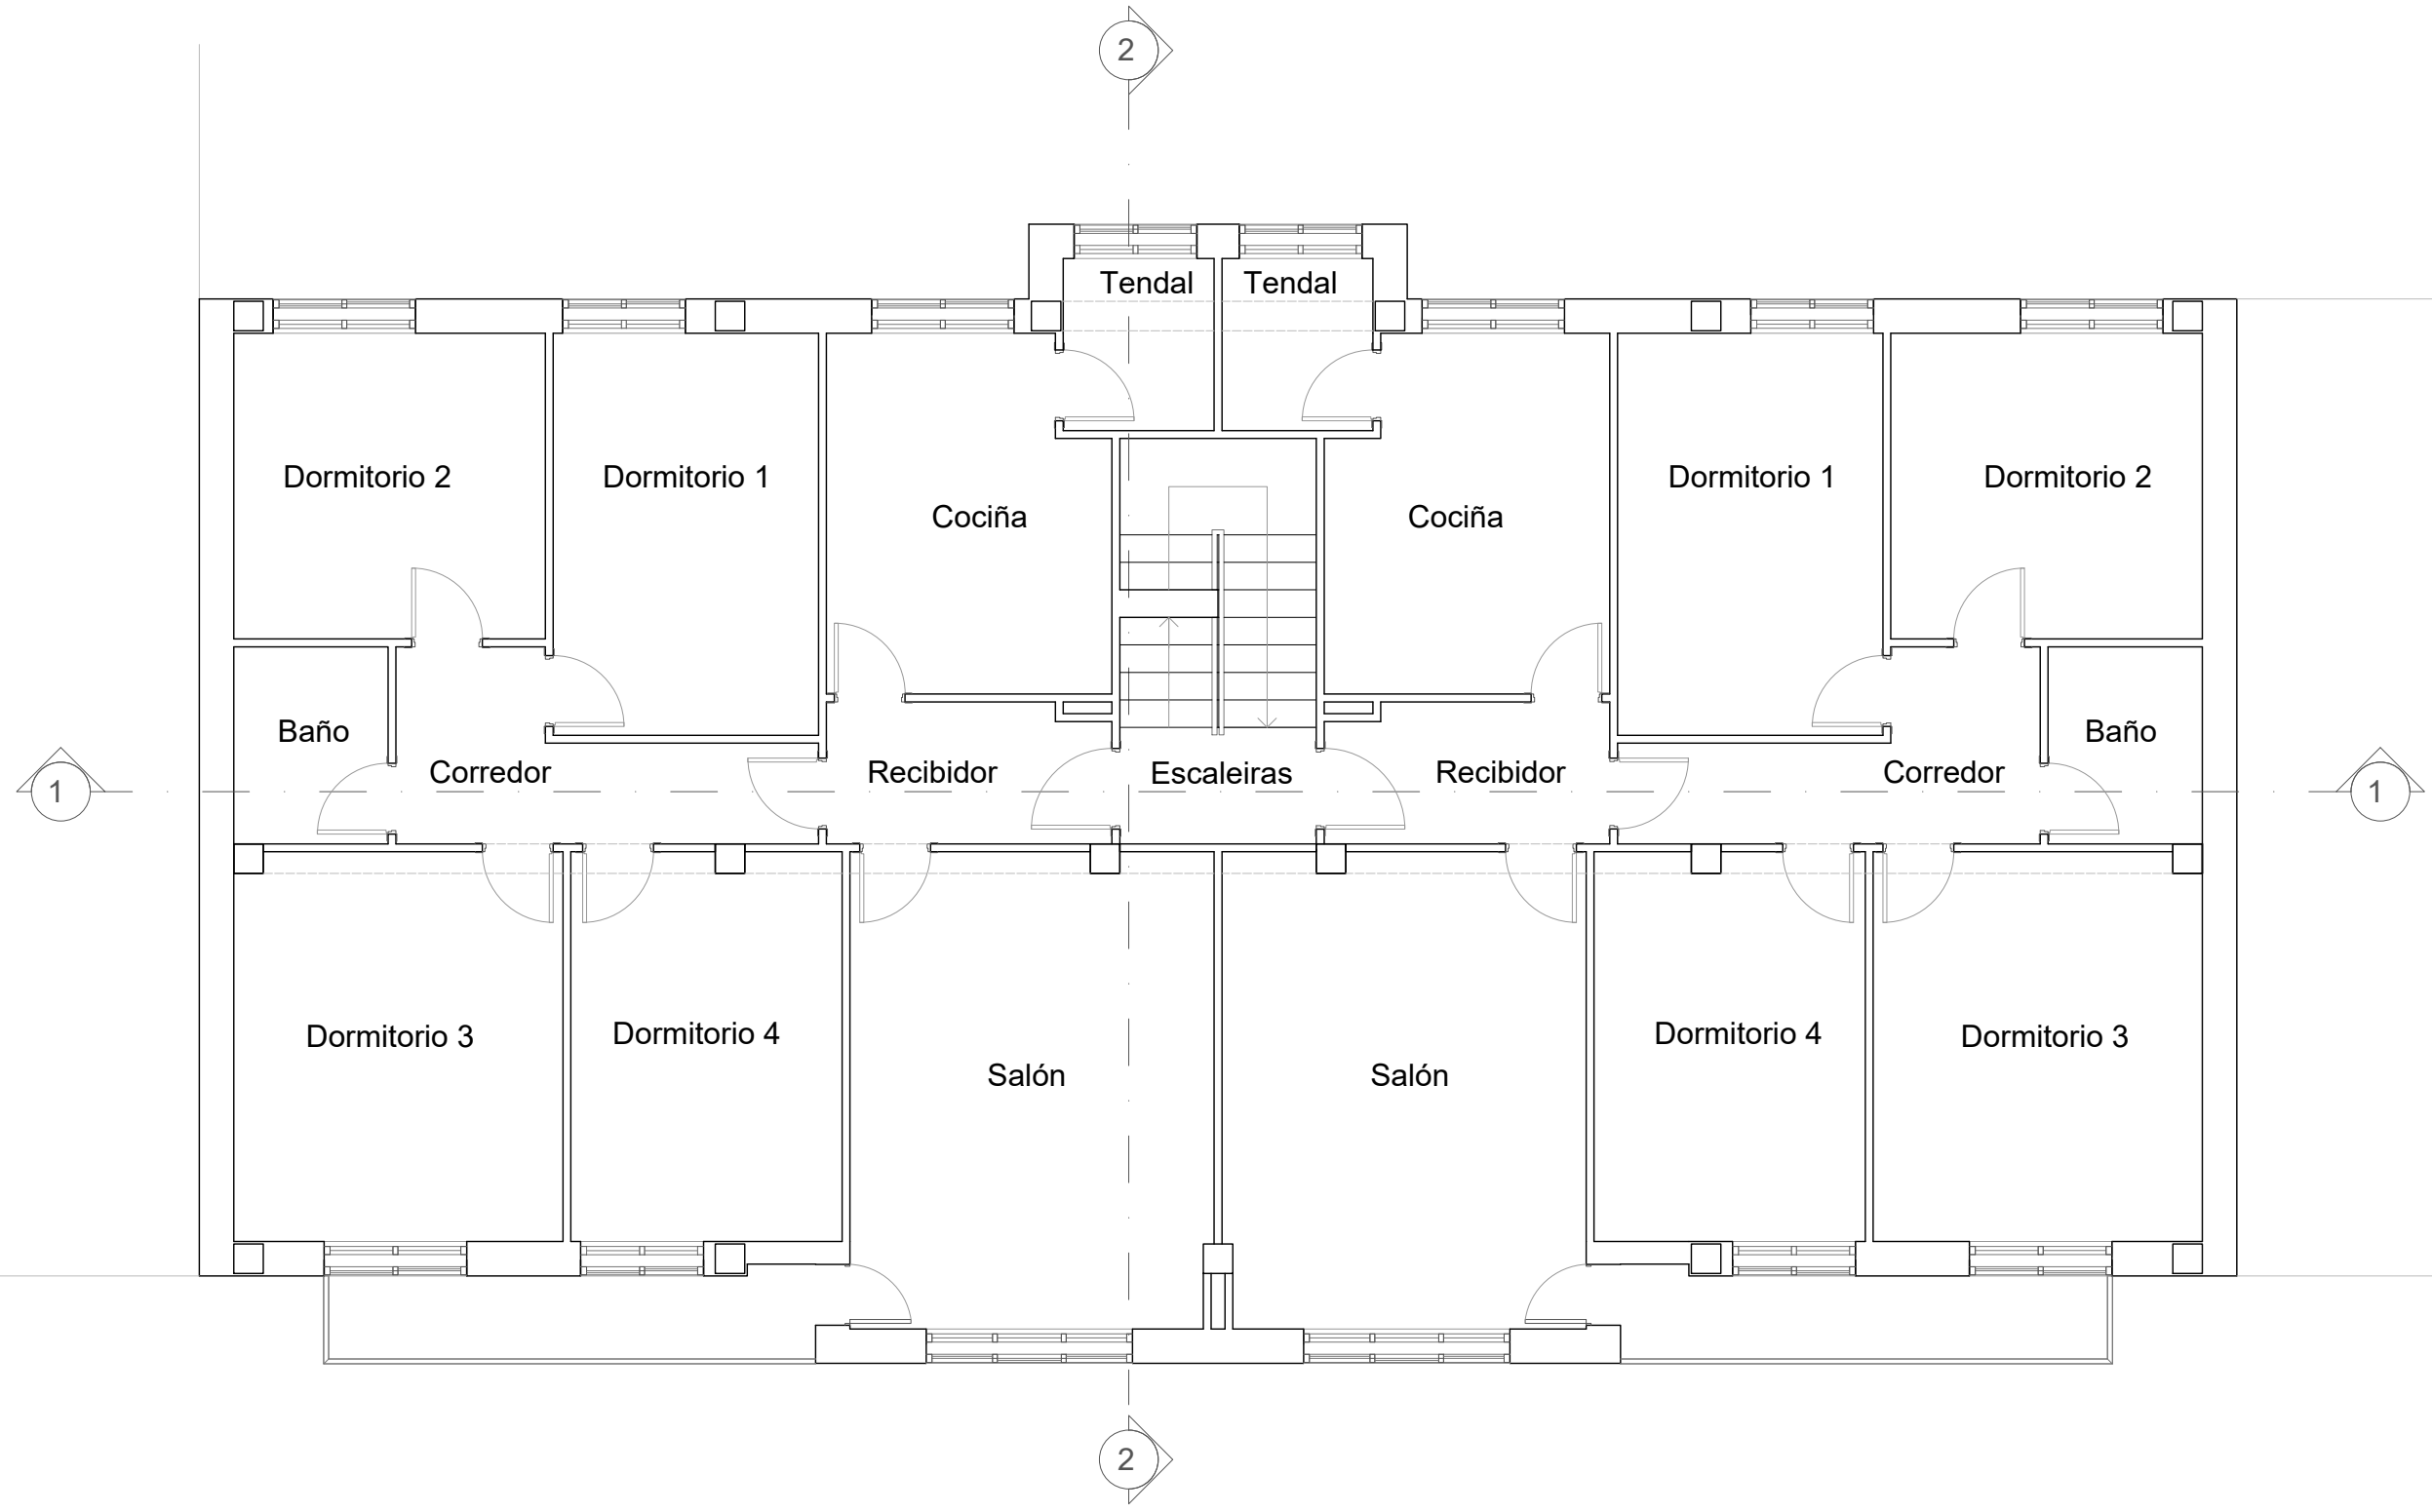 2
Tendal
Tendal
Dormitorio 2
Dormitorio 1
Cociña
Cociña
Dormitorio 1
Dormitorio 2
Baño
Corredor
Recibidor
Escaleiras
Recibidor
Corredor
Baño
1
1
Dormitorio 3
Dormitorio 4
Salón
Salón
Dormitorio 4
Dormitorio 3
2